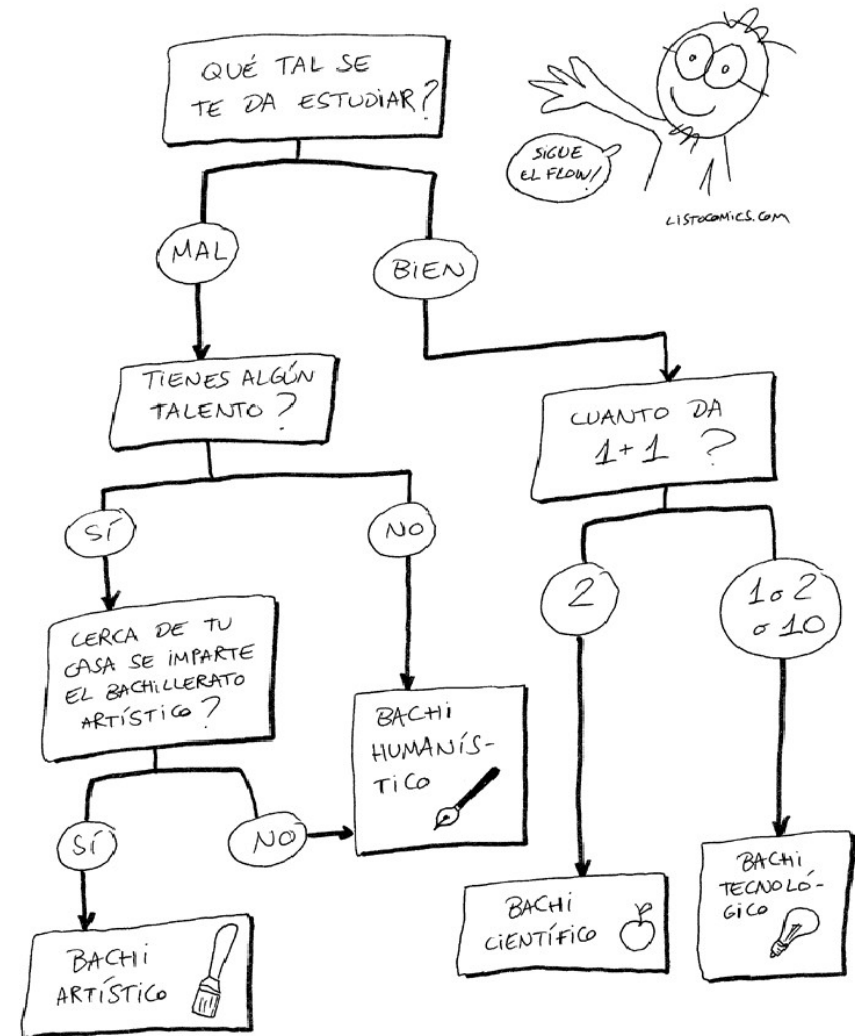 QUÉ TAL SE
TE DA ESTUDIAR?
SIGUE
EL FLOW!
LISTOCOMICS.COM
MAL
BIEN
TIENES ALGÚN
TALENTO?
CUANTO DA
1+1 ?
SÍ
NO
2
1 o 2
o 10
CERCA DE TU
CASA SE IMPARTE
EL BACHILLERATO
ARTÍSTICO?
BACHI
HUMANÍS-
TICO
SÍ
NO
BACHI
ARTÍSTICO
BACHI
CIENTÍFICO
BACHI
TECNOLÓ-
GICO